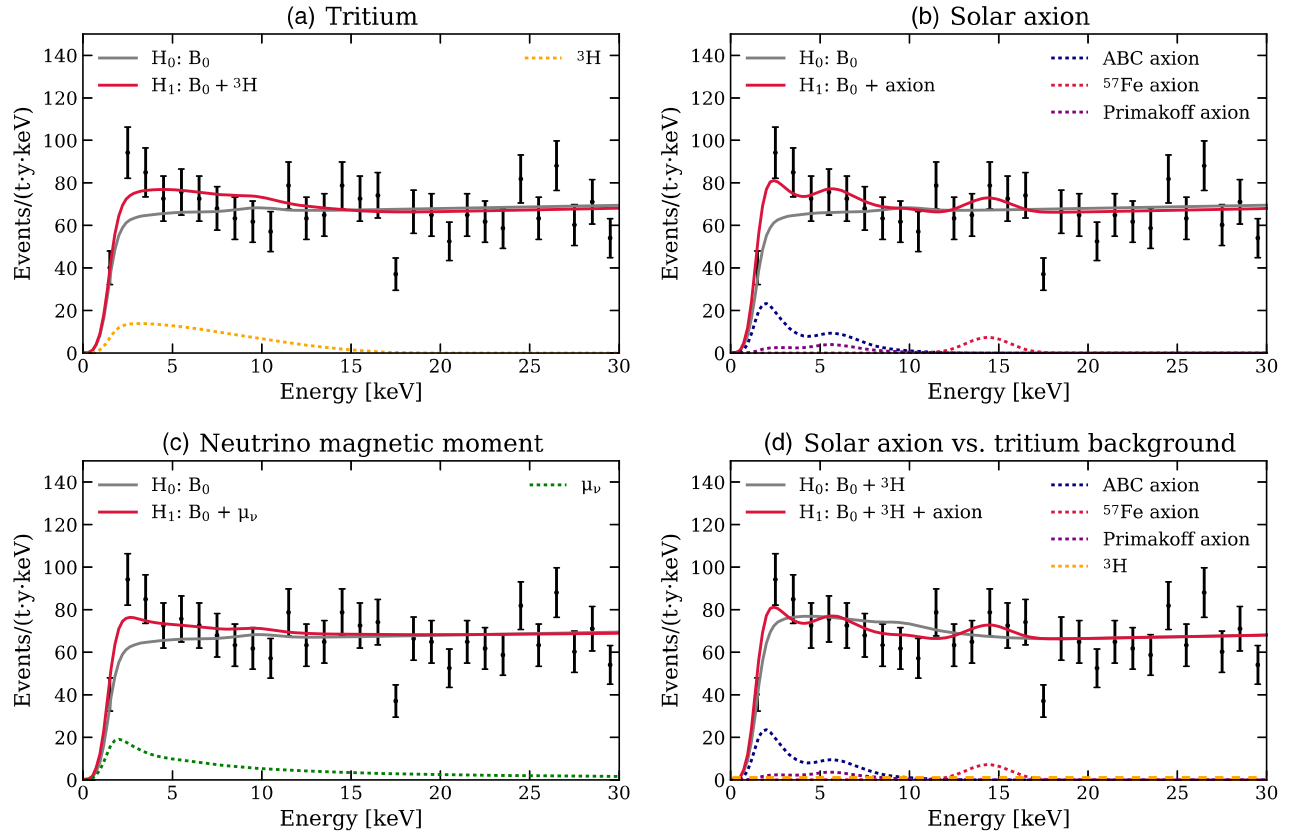 (a) Tritium
H₀: B₀
H₁: B₀ + ³H
³H
Events/(t·y·keV)
140
120
100
80
60
40
20
0
0 5 10 15 20 25 30
Energy [keV]
(b) Solar axion
H₀: B₀
H₁: B₀ + axion
ABC axion
⁵⁷Fe axion
Primakoff axion
Events/(t·y·keV)
140
120
100
80
60
40
20
0
0 5 10 15 20 25 30
Energy [keV]
(c) Neutrino magnetic moment
H₀: B₀
H₁: B₀ + μᵥ
μᵥ
Events/(t·y·keV)
140
120
100
80
60
40
20
0
0 5 10 15 20 25 30
Energy [keV]
(d) Solar axion vs. tritium background
H₀: B₀ + ³H
H₁: B₀ + ³H + axion
ABC axion
⁵⁷Fe axion
Primakoff axion
³H
Events/(t·y·keV)
140
120
100
80
60
40
20
0
0 5 10 15 20 25 30
Energy [keV]